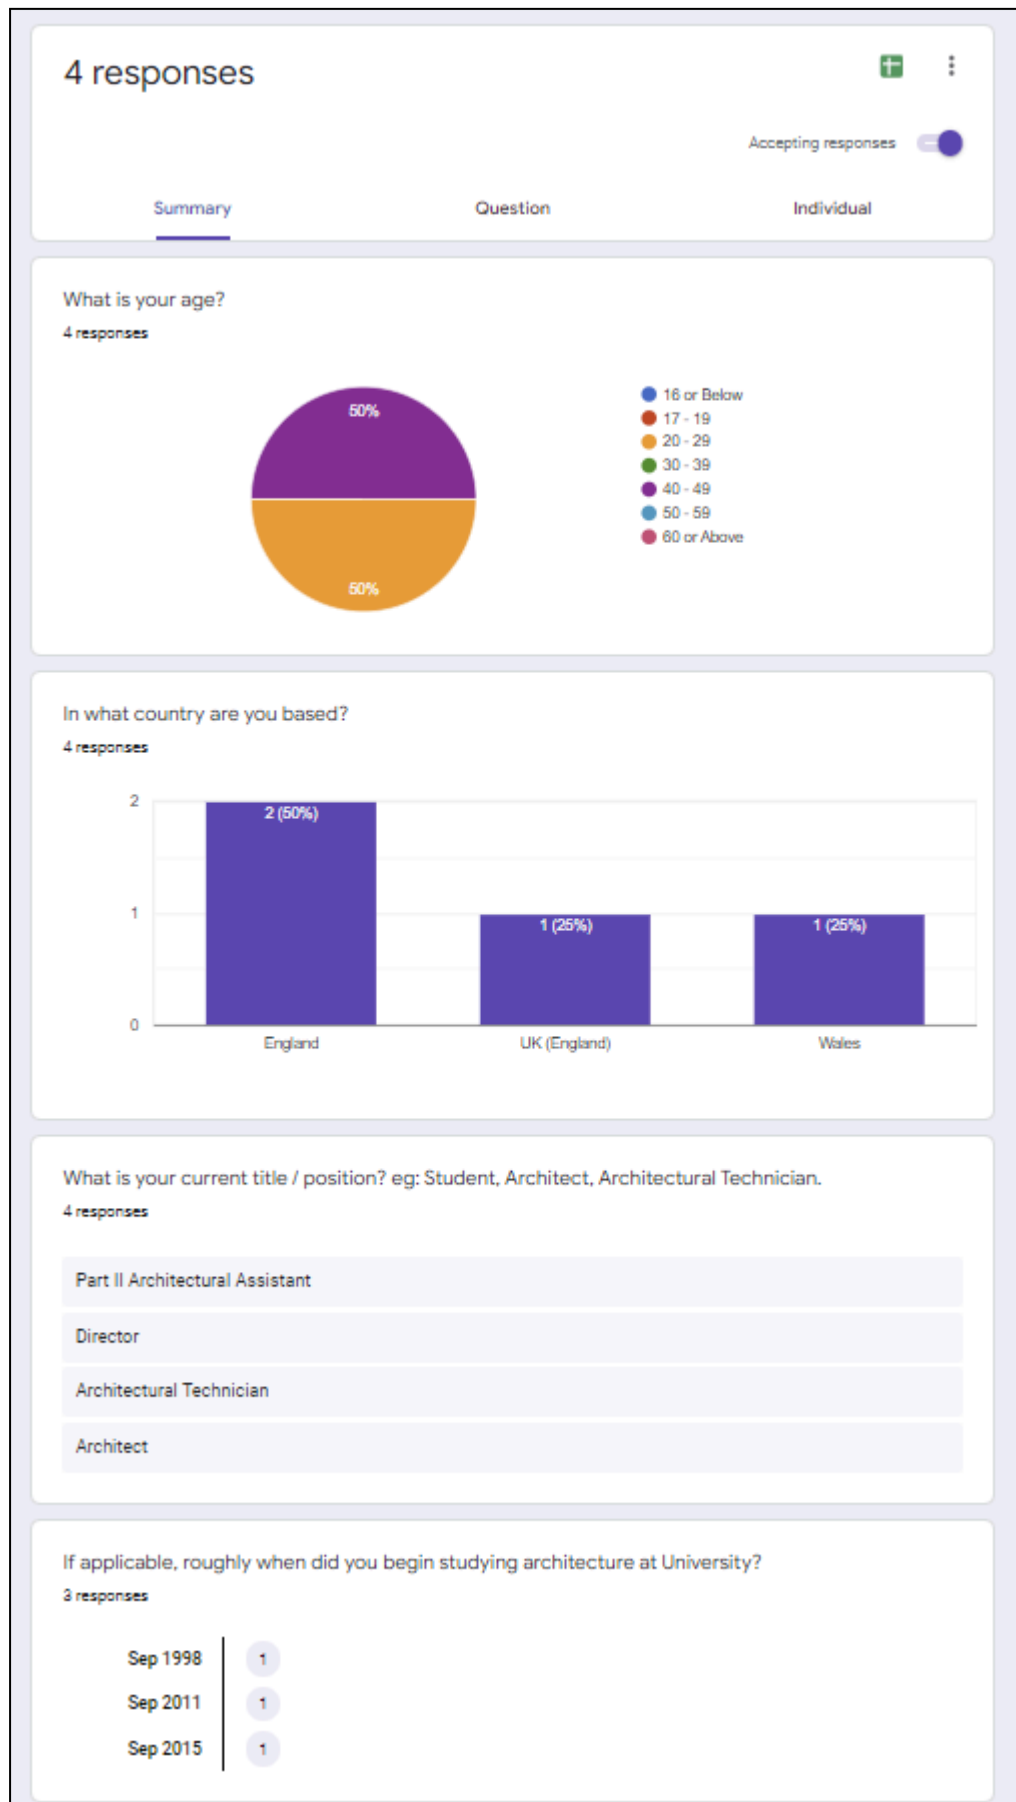 4 responses
Accepting responses
Summary Question Individual
What is your age?
4 responses
50%
50%
16 or Below
17 - 19
20 - 29
30 - 39
40 - 49
50 - 59
60 or Above
In what country are you based?
4 responses
2
1
0
2 (50%)
1 (25%)
1 (25%)
England UK (England) Wales
What is your current title / position? eg: Student, Architect, Architectural Technician.
4 responses
Part II Architectural Assistant
Director
Architectural Technician
Architect
If applicable, roughly when did you begin studying architecture at University?
3 responses
Sep 1998 1
Sep 2011 1
Sep 2015 1